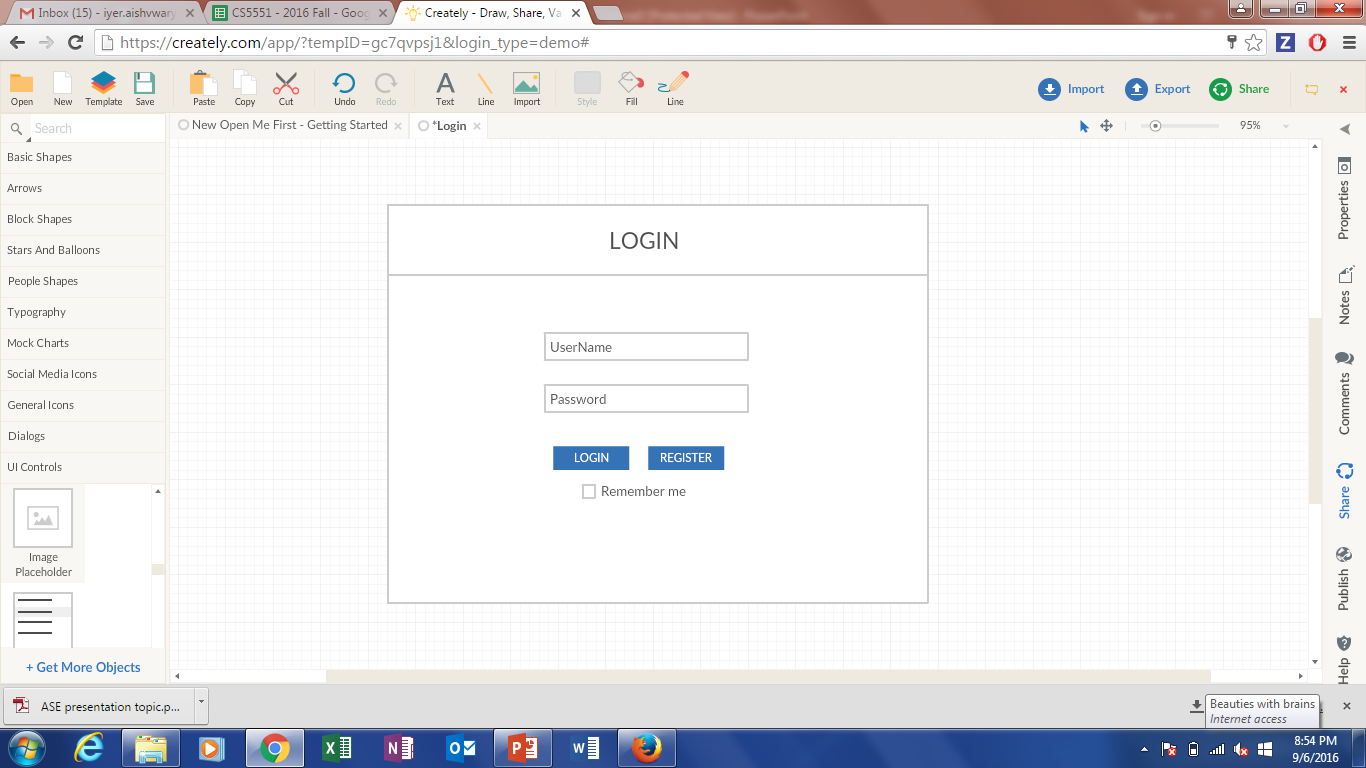 Inbox (15) - iyer.aishvwary
CS5551 - 2016 Fall - Goog
Creately - Draw, Share, Va
https://creately.com/app/?tempID=gc7qvpsj1&login_type=demo#
Open New Template Save Paste Copy Cut Undo Redo Text Line Import Style Fill Line
Import Export Share
Search
New Open Me First - Getting Started
*Login
95%
Basic Shapes
Arrows
Block Shapes
Stars And Balloons
People Shapes
Typography
Mock Charts
Social Media Icons
General Icons
Dialogs
UI Controls
Image
Placeholder
+ Get More Objects
LOGIN
UserName
Password
LOGIN REGISTER
Remember me
Properties
Notes
Comments
Share
Publish
Help
ASE presentation topic.p...
Beauties with brains
Internet access
8:54 PM
9/6/2016